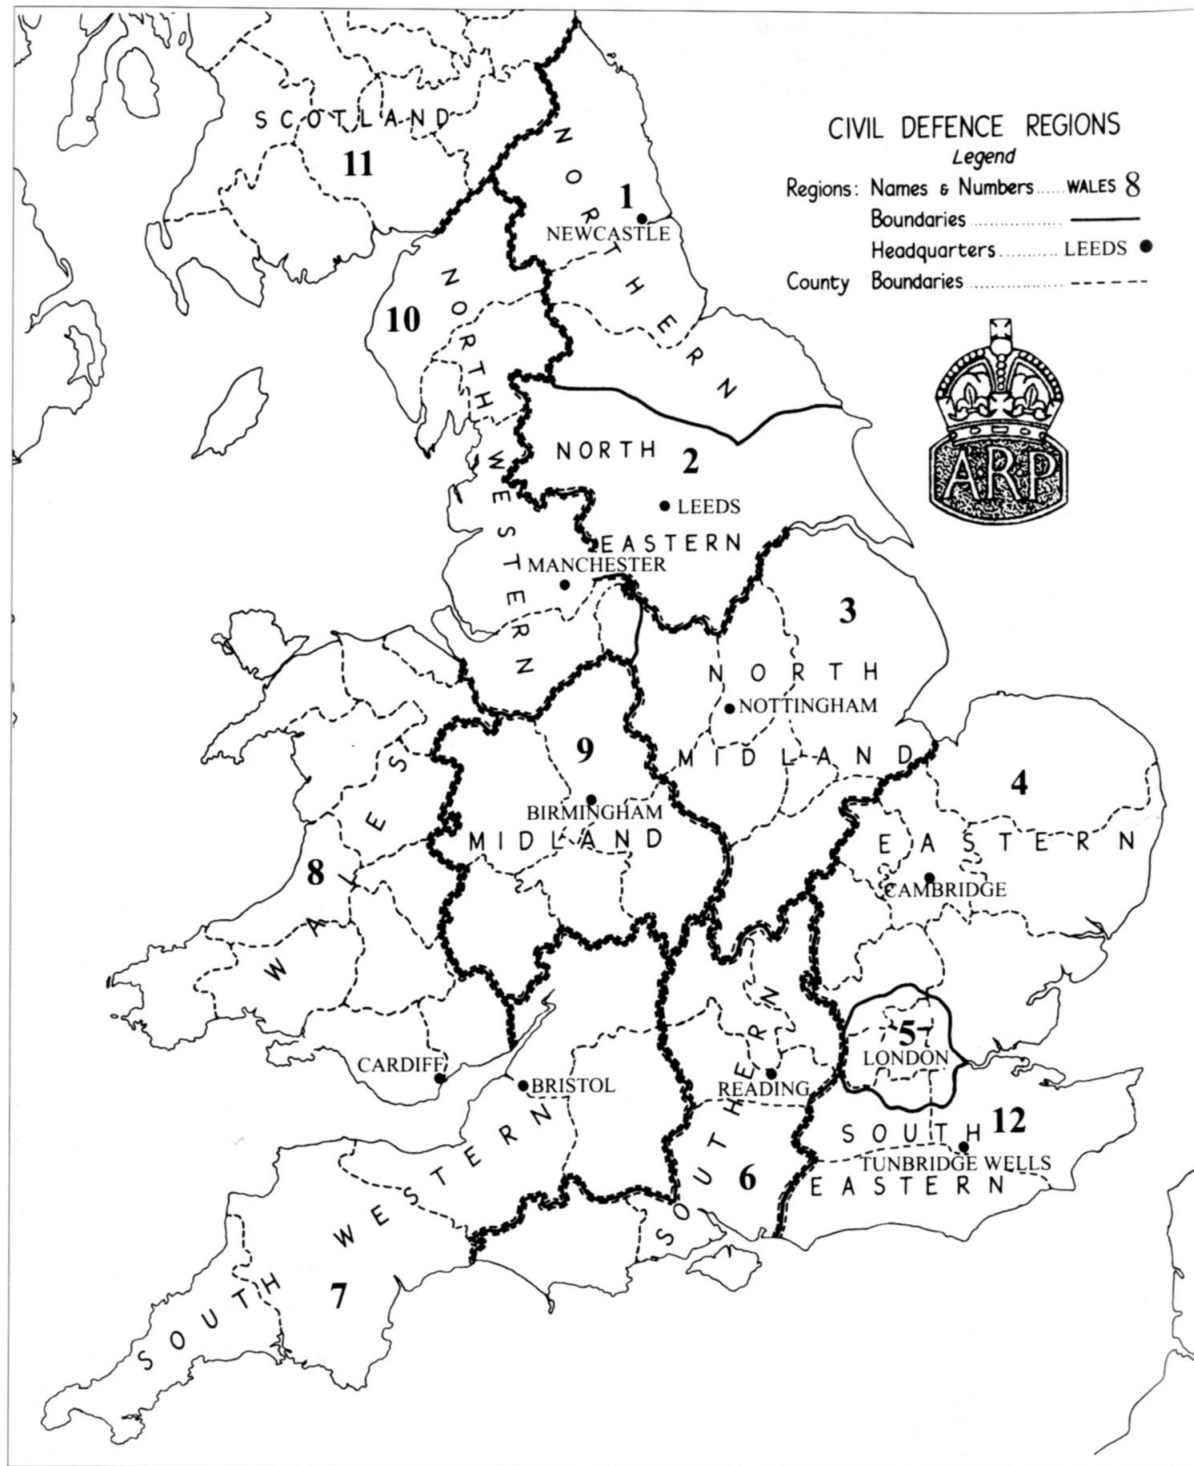 CIVIL DEFENCE REGIONS
Legend
Regions: Names & Numbers ..... WALES 8
Boundaries ..............
Headquarters ........... LEEDS
County Boundaries ...............
ARP
SCOTLAND
11
NORTHERN
1
NEWCASTLE
10
NORTH WESTERN
MANCHESTER
NORTH
2
LEEDS
EASTERN
3
NORTH
NOTTINGHAM
MIDLAND
9
BIRMINGHAM
MIDLAND
4
EASTERN
CAMBRIDGE
8
WALES
CARDIFF
5
LONDON
SOUTHERN
READING
6
BRISTOL
SOUTH WESTERN
7
12
SOUTH
TUNBRIDGE WELLS
EASTERN